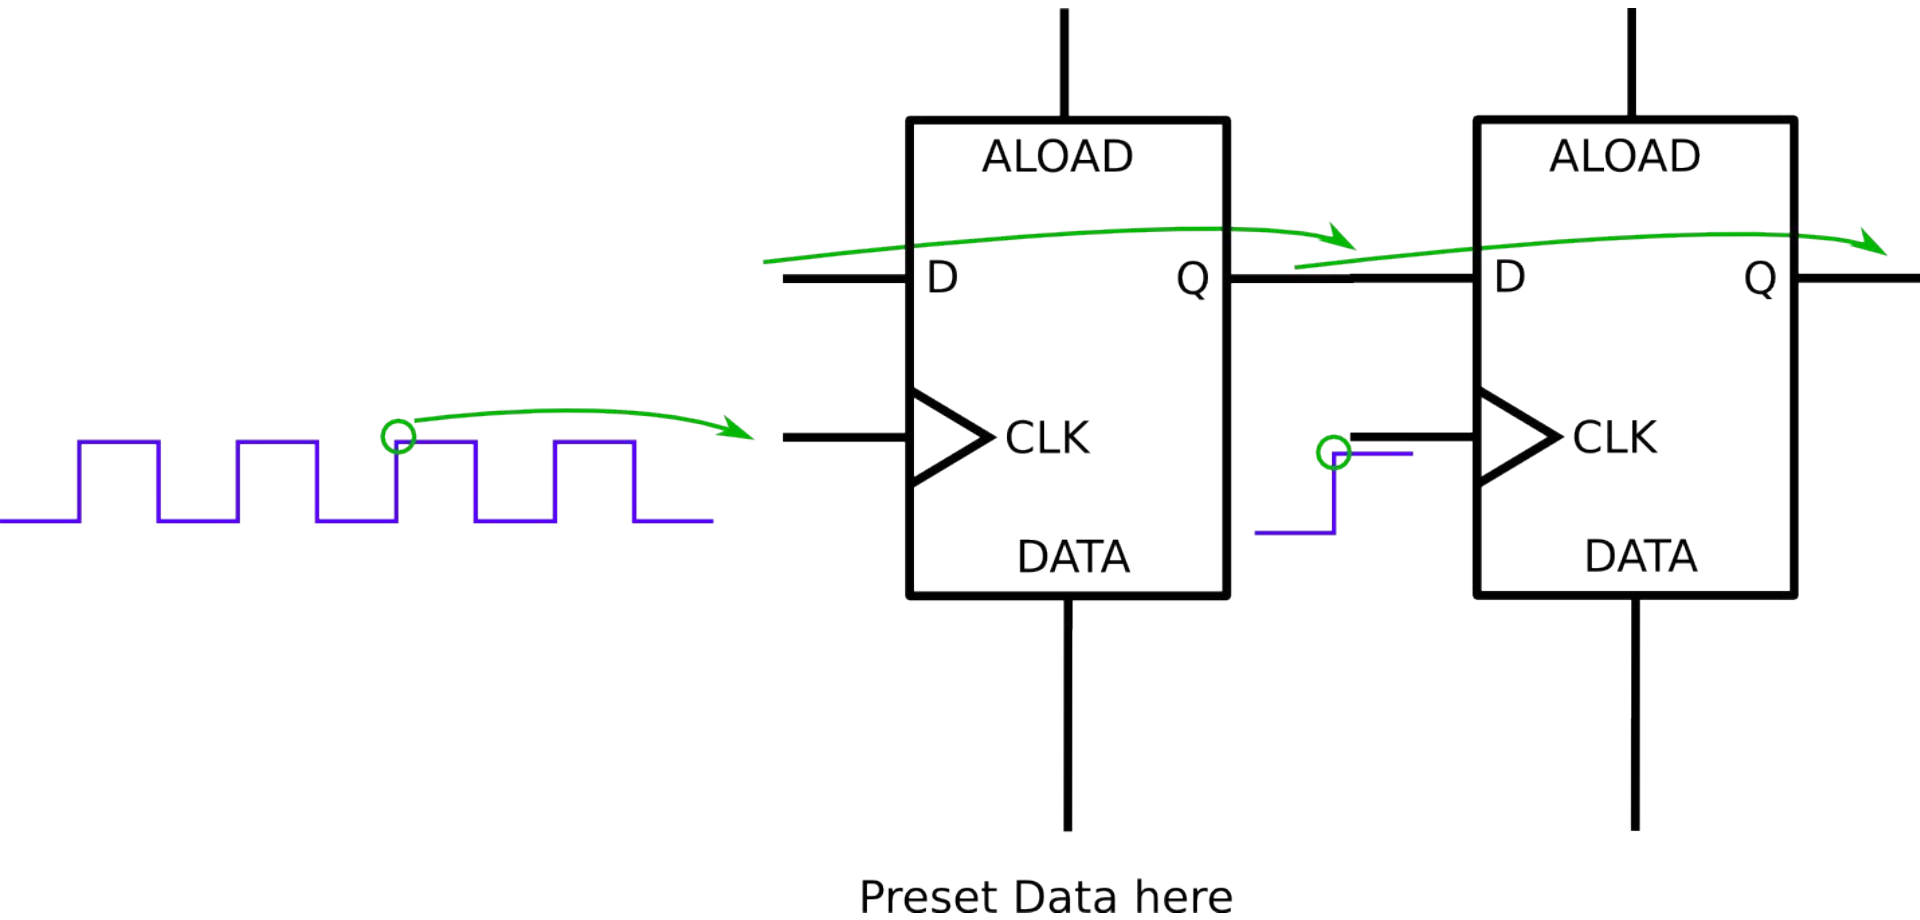 ALOAD
ALOAD
D
Q
D
Q
CLK
CLK
DATA
DATA
Preset Data here